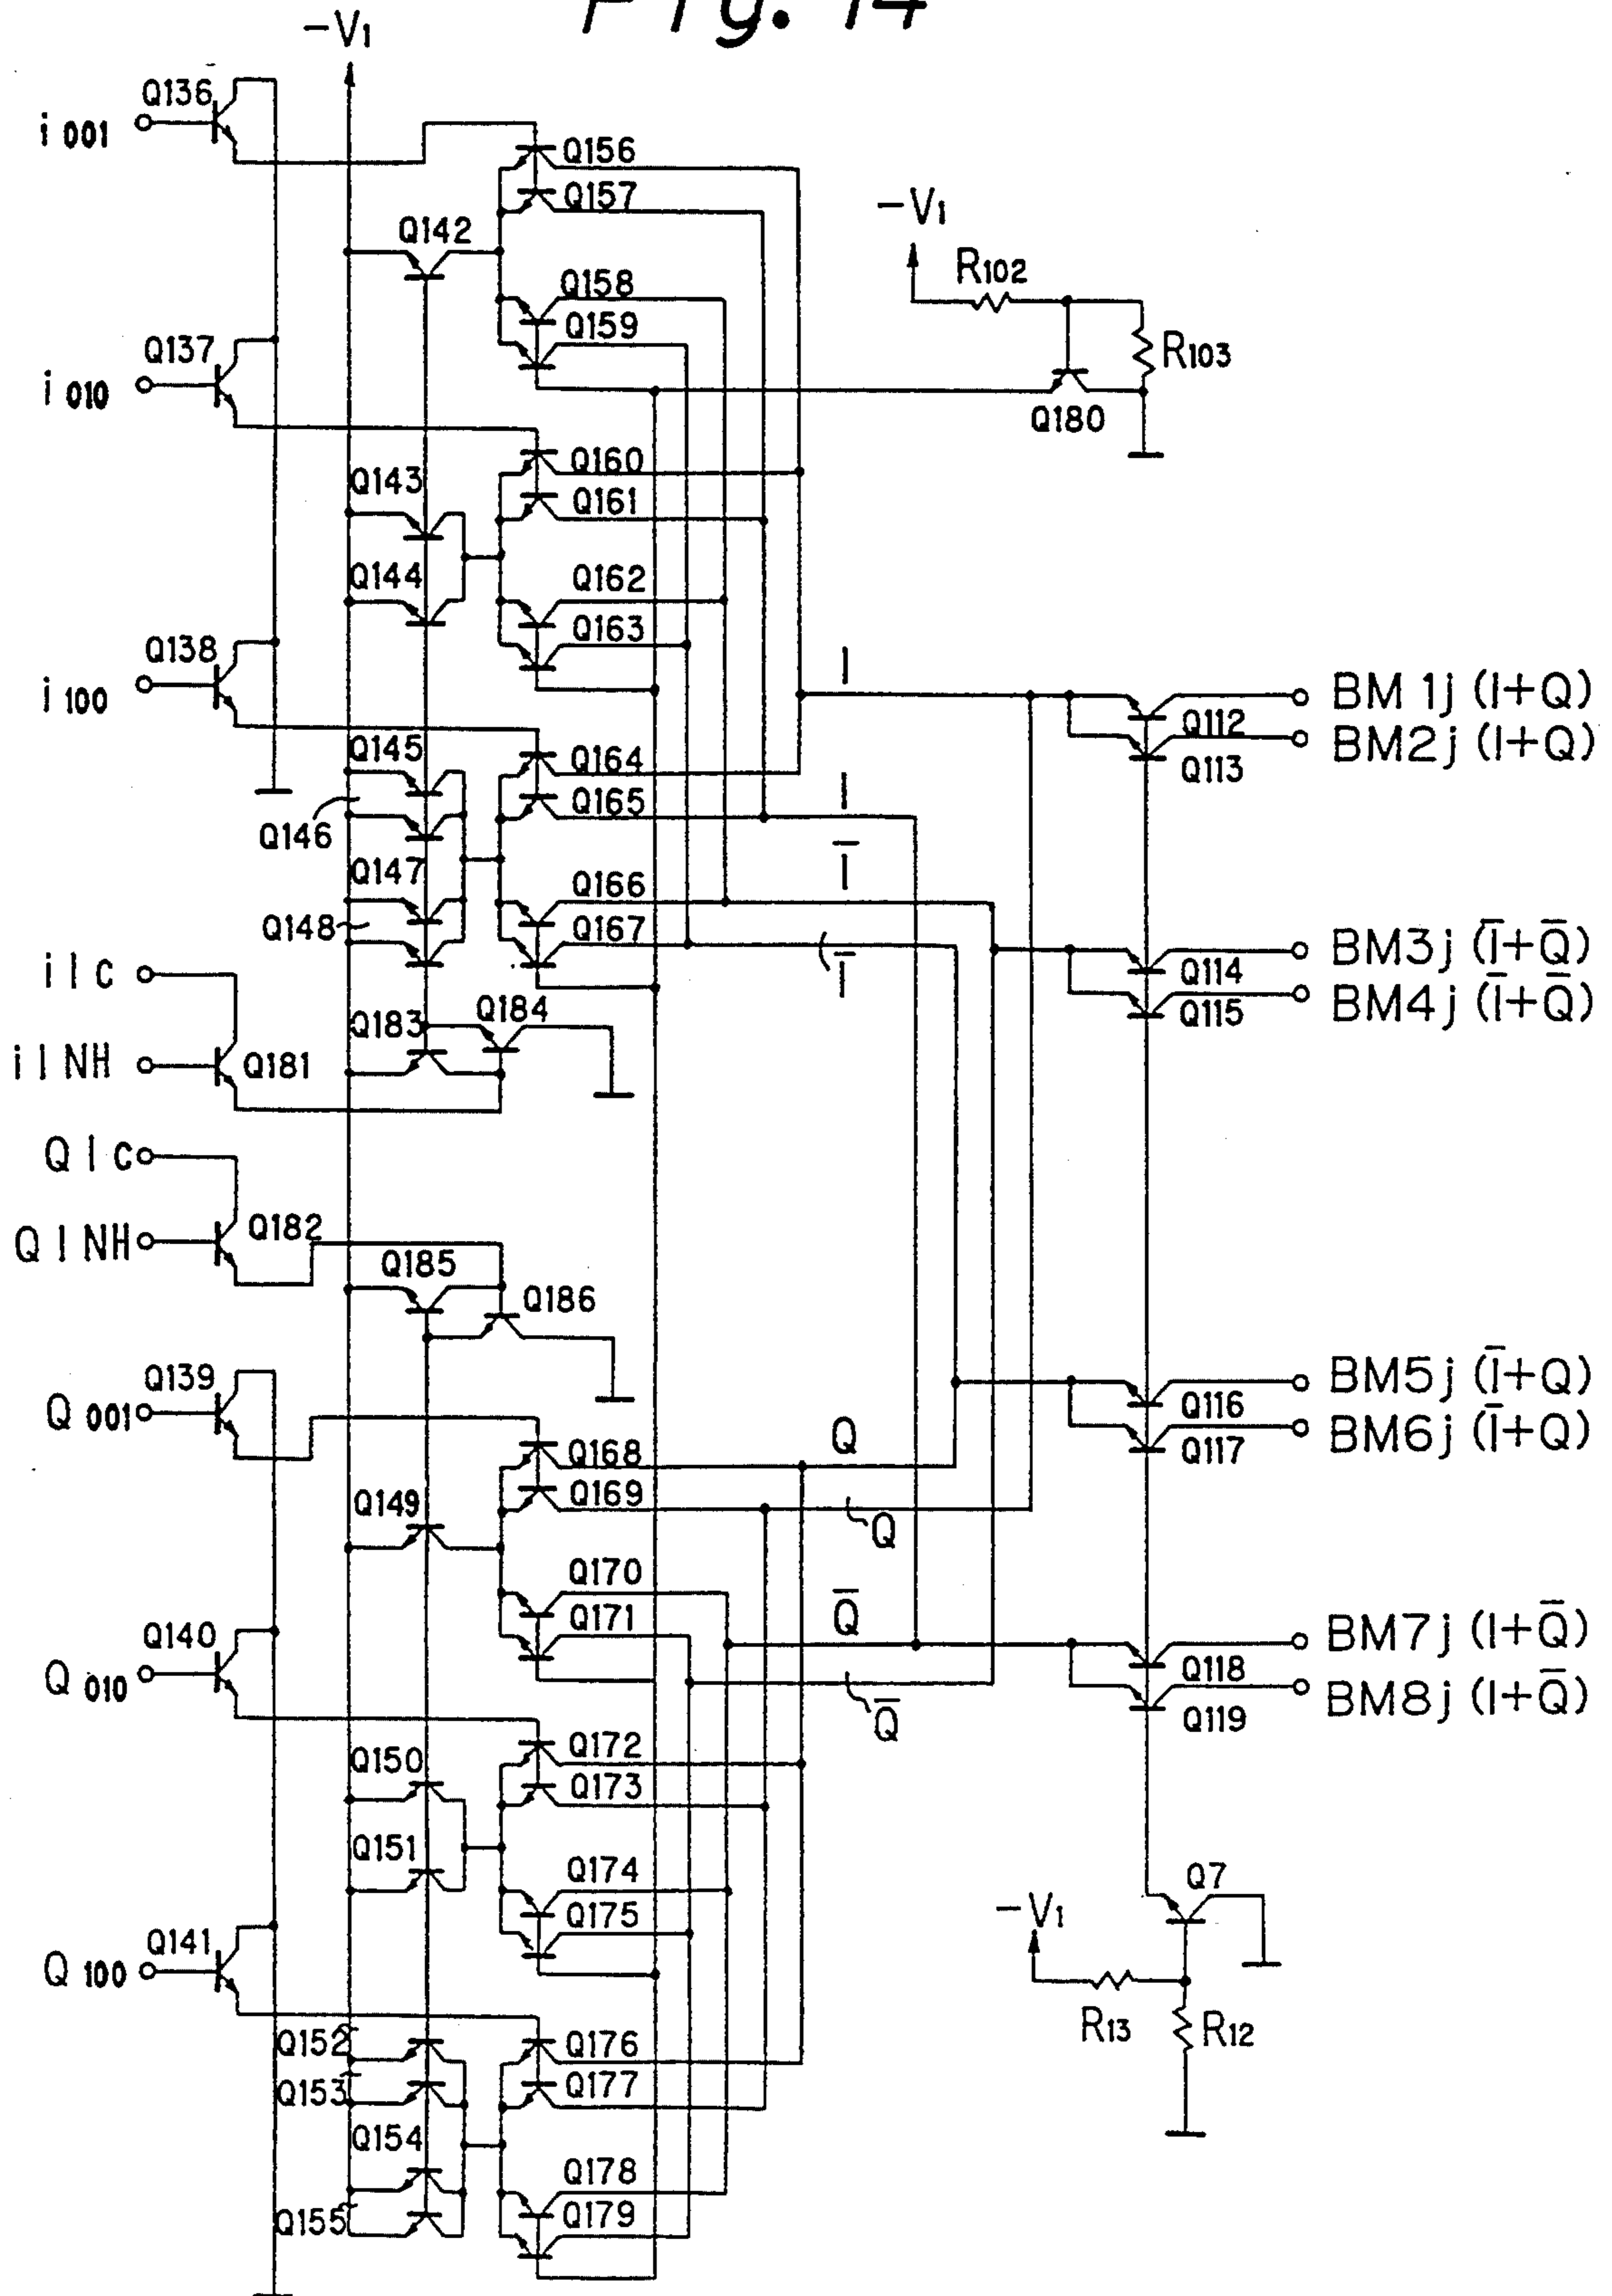 Fig. 14
-V1
Q136
i 001
Q156
Q157
-V1
Q142
R102
Q158
Q159
Q137
R103
i 010
Q180
Q160
Q143
Q161
Q144
Q162
Q163
Q138
I
i 100
BM 1j (I+Q)
Q112
BM2j (I+Q)
Q145
Q164
Q113
Q165
I
Q146
Ī
Q147
Q166
Q148
Q167
BM3j (Ī+Q̄)
Ī
Q114
i I c
BM4j (Ī+Q̄)
Q115
Q183
Q184
i I NH
Q181
Q I c
Q182
Q I NH
Q185
Q186
Q139
BM5j (Ī+Q)
Q 001
Q116
BM6j (Ī+Q)
Q168
Q
Q117
Q149
Q169
Q
Q170
Q171
Q̄
Q140
BM7j (I+Q̄)
Q 010
Q118
BM8j (I+Q̄)
Q̄
Q119
Q150
Q172
Q173
Q151
Q174
Q7
Q175
-V1
Q141
Q 100
R13
R12
Q152
Q176
Q153
Q177
Q154
Q178
Q155
Q179